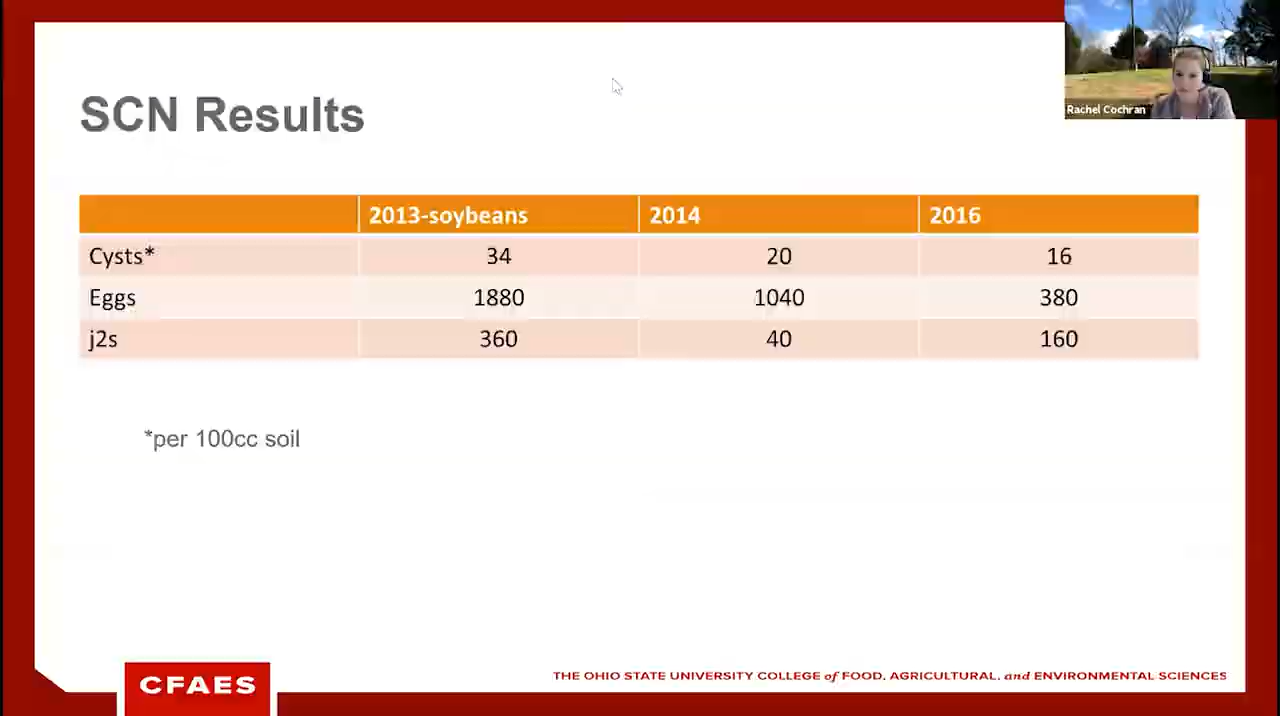 Rachel Cochran
SCN Results
2013-soybeans 2014 2016
Cysts* 34 20 16
Eggs 1880 1040 380
j2s 360 40 160
*per 100cc soil
CFAES
THE OHIO STATE UNIVERSITY COLLEGE of FOOD, AGRICULTURAL, and ENVIRONMENTAL SCIENCES